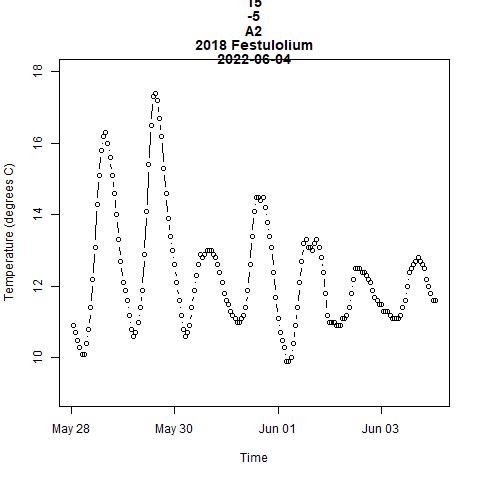 15
-5
A2
2018 Festulolium
2022-06-04
18
16
14
12
10
Temperature (degrees C)
May 28
May 30
Jun 01
Jun 03
Time